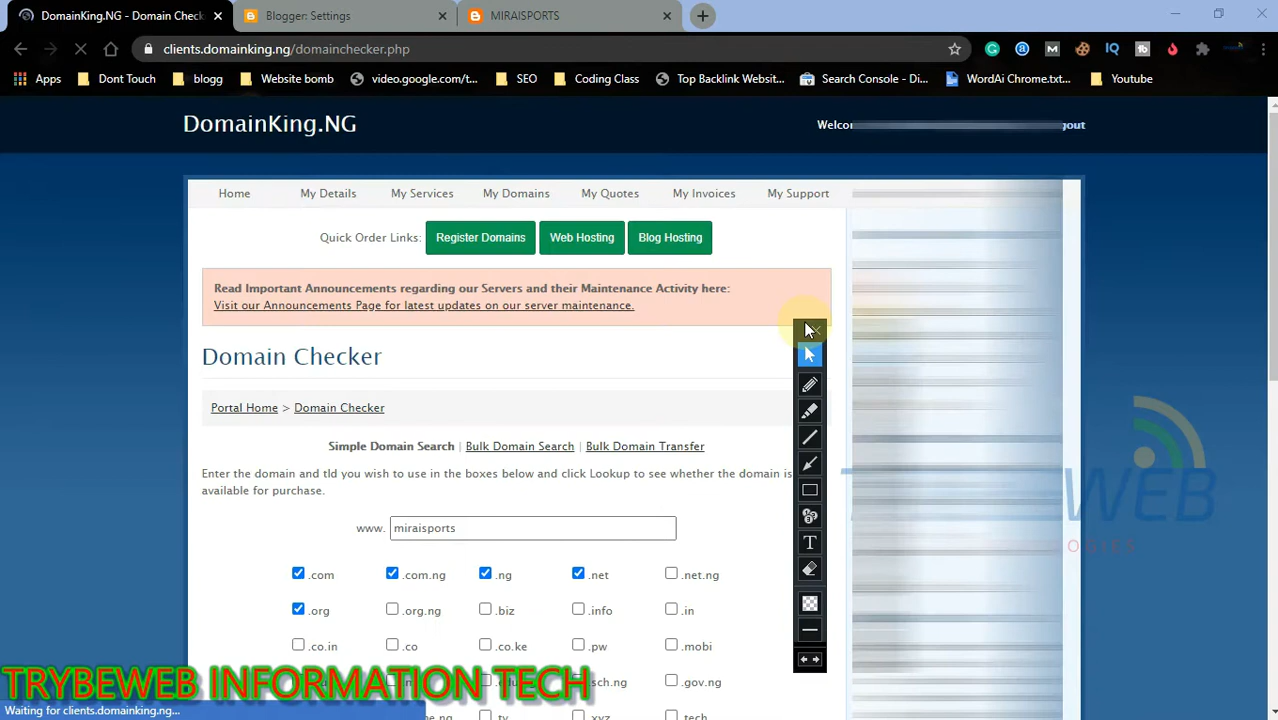 DomainKing.NG - Domain Check
Blogger: Settings
MIRAISPORTS
clients.domainking.ng/domainchecker.php
Apps
Dont Touch
blogg
Website bomb
video.google.com/t...
SEO
Coding Class
Top Backlink Websit...
Search Console - Di...
WordAi Chrome.txt...
Youtube
DomainKing.NG
Home
My Details
My Services
My Domains
My Quotes
My Invoices
My Support
Quick Order Links:
Register Domains
Web Hosting
Blog Hosting
Read Important Announcements regarding our Servers and their Maintenance Activity here:
Visit our Announcements Page for latest updates on our server maintenance.
Domain Checker
Portal Home > Domain Checker
Simple Domain Search | Bulk Domain Search | Bulk Domain Transfer
Enter the domain and tld you wish to use in the boxes below and click Lookup to see whether the domain is
available for purchase.
www. miraisports
.com .com.ng .ng .net .net.ng
.org .org.ng .biz .info .in
.co.in .co .co.ke .pw .mobi
.sch.ng .gov.ng
.tv .xyz .tech
TRYBEWEB INFORMATION TECH
Waiting for clients.domainking.ng...